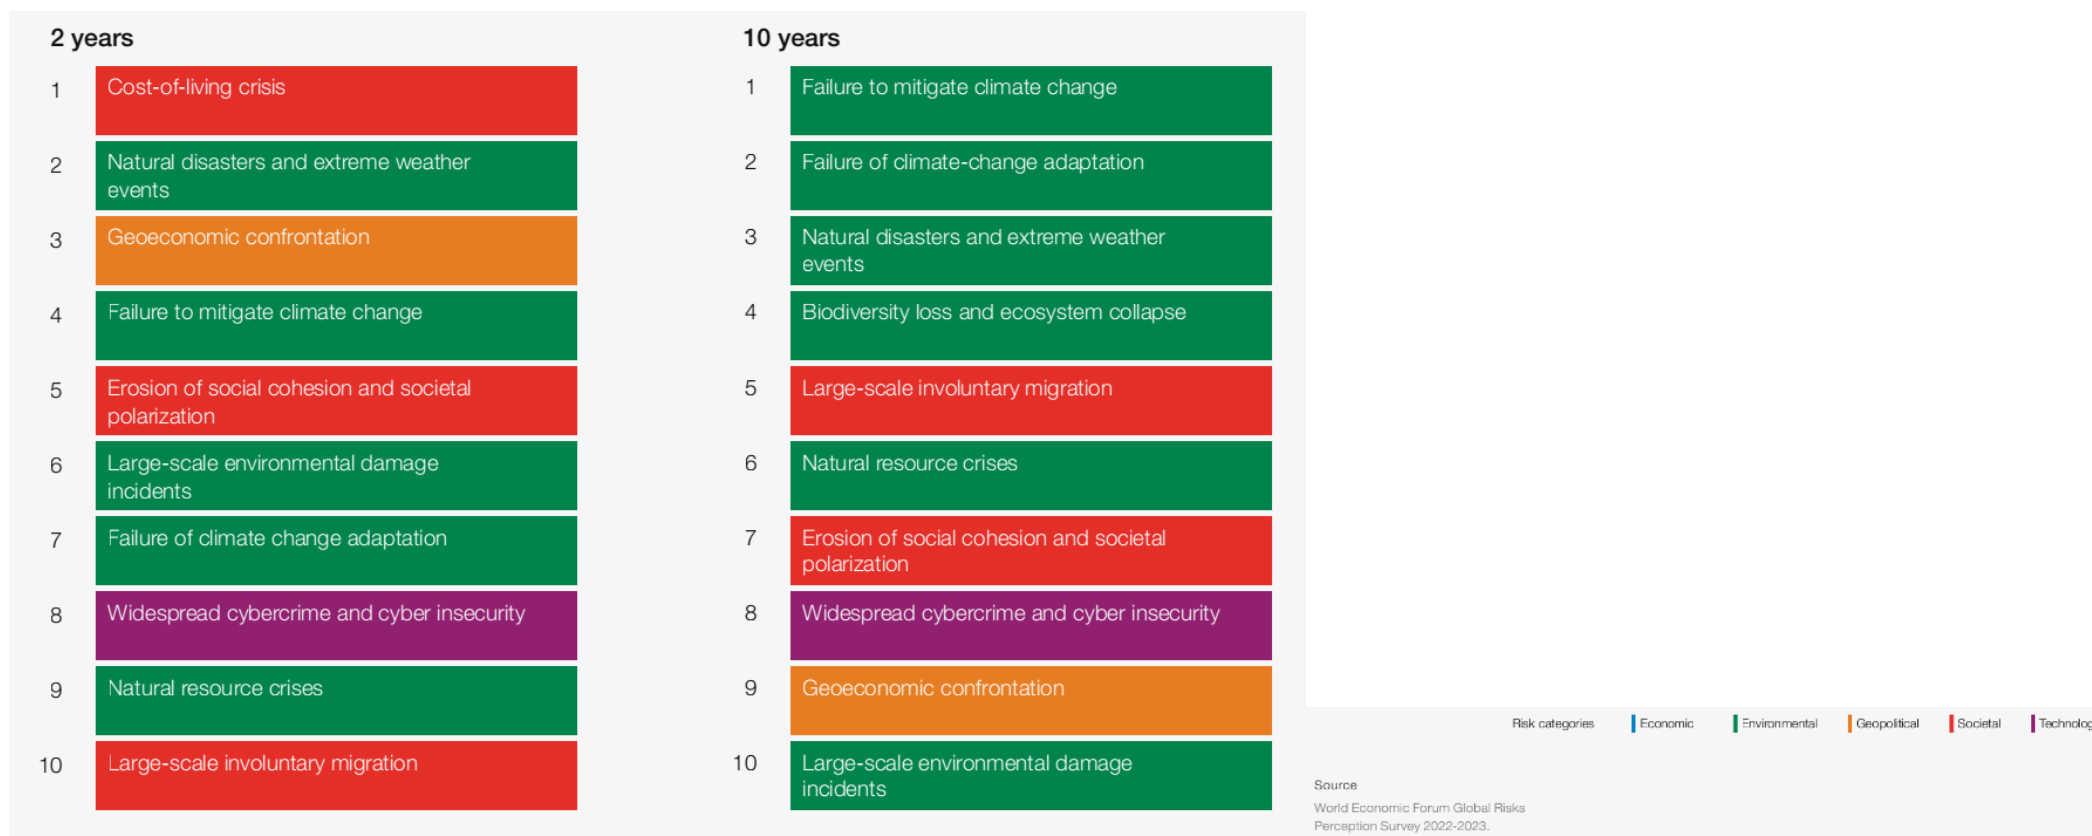 2 years
1
Cost-of-living crisis
2
Natural disasters and extreme weather
events
3
Geoeconomic confrontation
4
Failure to mitigate climate change
5
Erosion of social cohesion and societal
polarization
6
Large-scale environmental damage
incidents
7
Failure of climate change adaptation
8
Widespread cybercrime and cyber insecurity
9
Natural resource crises
10
Large-scale involuntary migration
10 years
1
Failure to mitigate climate change
2
Failure of climate-change adaptation
3
Natural disasters and extreme weather
events
4
Biodiversity loss and ecosystem collapse
5
Large-scale involuntary migration
6
Natural resource crises
7
Erosion of social cohesion and societal
polarization
8
Widespread cybercrime and cyber insecurity
9
Geoeconomic confrontation
10
Large-scale environmental damage
incidents
Risk categories Economic Environmental Geopolitical Societal Technolog
Source
World Economic Forum Global Risks
Perception Survey 2022-2023.